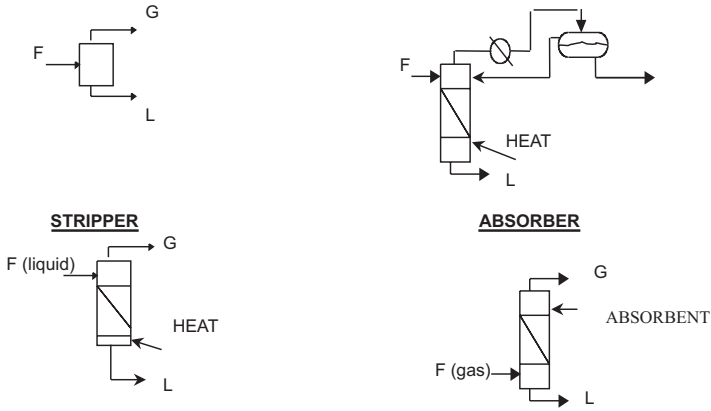 G
F
L
F
HEAT
L
STRIPPER
G
F (liquid)
HEAT
L
ABSORBER
G
ABSORBENT
F (gas)
L